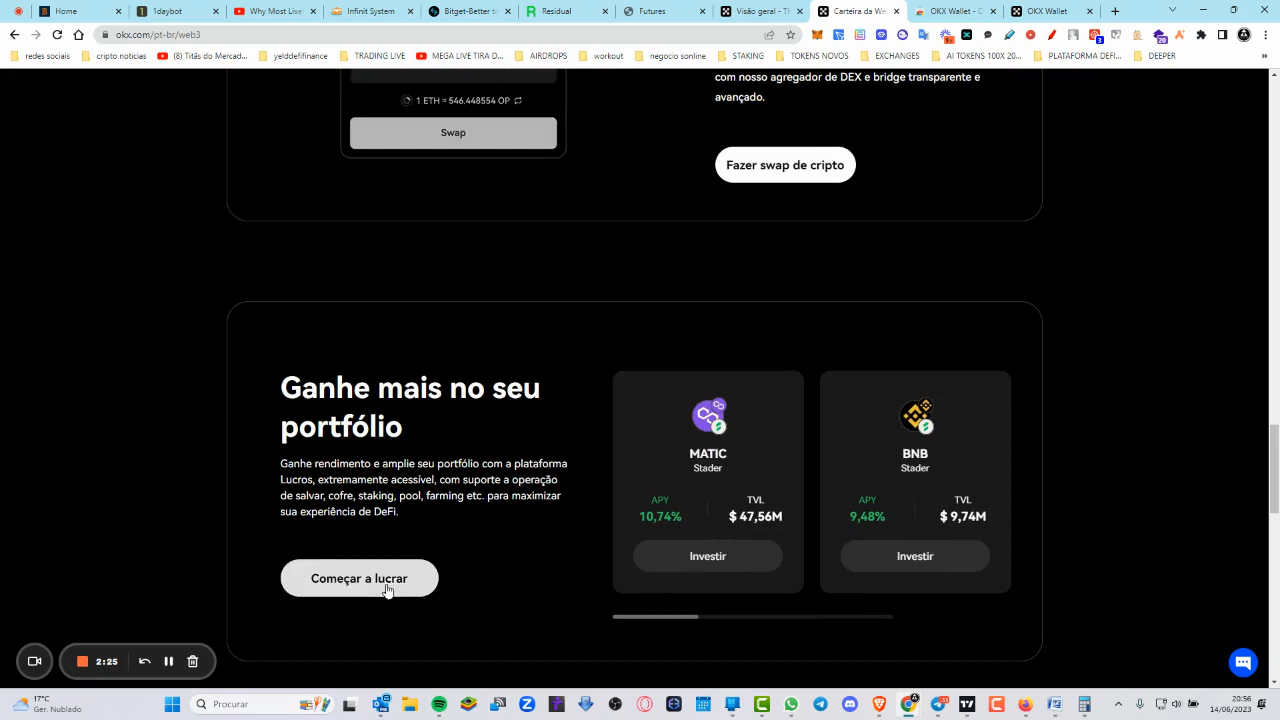 Home
1daybot
Why Most Live
Infinit System
Bitget-Better t
Residual
Futures
Visão geral - Th
Carteira da We
OKX Wallet - C
OKX Wallet
okx.com/pt-br/web3
redes sociais
cripto noticias
(8) Titãs do Mercad...
yelddefifinance
TRADING LIVE
MEGA LIVE TIRA D...
AIRDROPS
workout
negocio sonline
STAKING
TOKENS NOVOS
EXCHANGES
AI TOKENS 100X 20...
PLATAFORMA DEFI...
DEEPER
com nosso agregador de DEX e bridge transparente e
avançado.
1 ETH ≈ 546.448554 OP
Swap
Fazer swap de cripto
Ganhe mais no seu
portfólio
Ganhe rendimento e amplie seu portfólio com a plataforma
Lucros, extremamente acessível, com suporte a operação
de salvar, cofre, staking, pool, farming etc. para maximizar
sua experiência de DeFi.
Começar a lucrar
MATIC
Stader
APY
TVL
10,74%
$ 47,56M
Investir
BNB
Stader
APY
TVL
9,48%
$ 9,74M
Investir
2:25
17°C
Ger. Nublado
Procurar
20:56
14/06/2023